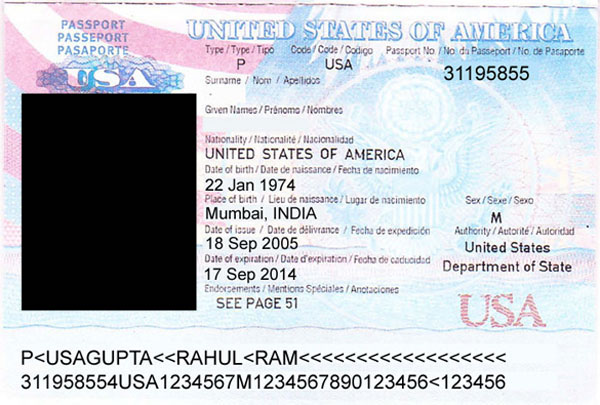 PASSPORT
PASSEPORT
PASAPORTE
USA
UNITED STATES OF AMERICA
Type / Type / Tipo Code / Code / Codigo Passport No. / No. du Passeport / No. de Pasaporte
P USA 31195855
Surname / Nom / Apellidos
Given Names / Prénoms / Nombres
Nationality / Nationalité / Nacionalidad
UNITED STATES OF AMERICA
Date of birth / Date de naissance / Fecha de nacimiento
22 Jan 1974
Place of birth / Lieu de naissance / Lugar de nacimiento Sex / Sexe / Sexo
Mumbai, INDIA M
Date of issue / Date de délivrance / Fecha de expedición Authority / Autorité / Autoridad
18 Sep 2005 United States
Date of expiration / Date d'expiration / Fecha de caducidad Department of State
17 Sep 2014
Endorsements / Mentions Spéciales / Anotaciones
SEE PAGE 51
USA
P<USAGUPTA<<RAHUL<RAM<<<<<<<<<<<<<<<<<<
311958554USA1234567M1234567890123456<123456